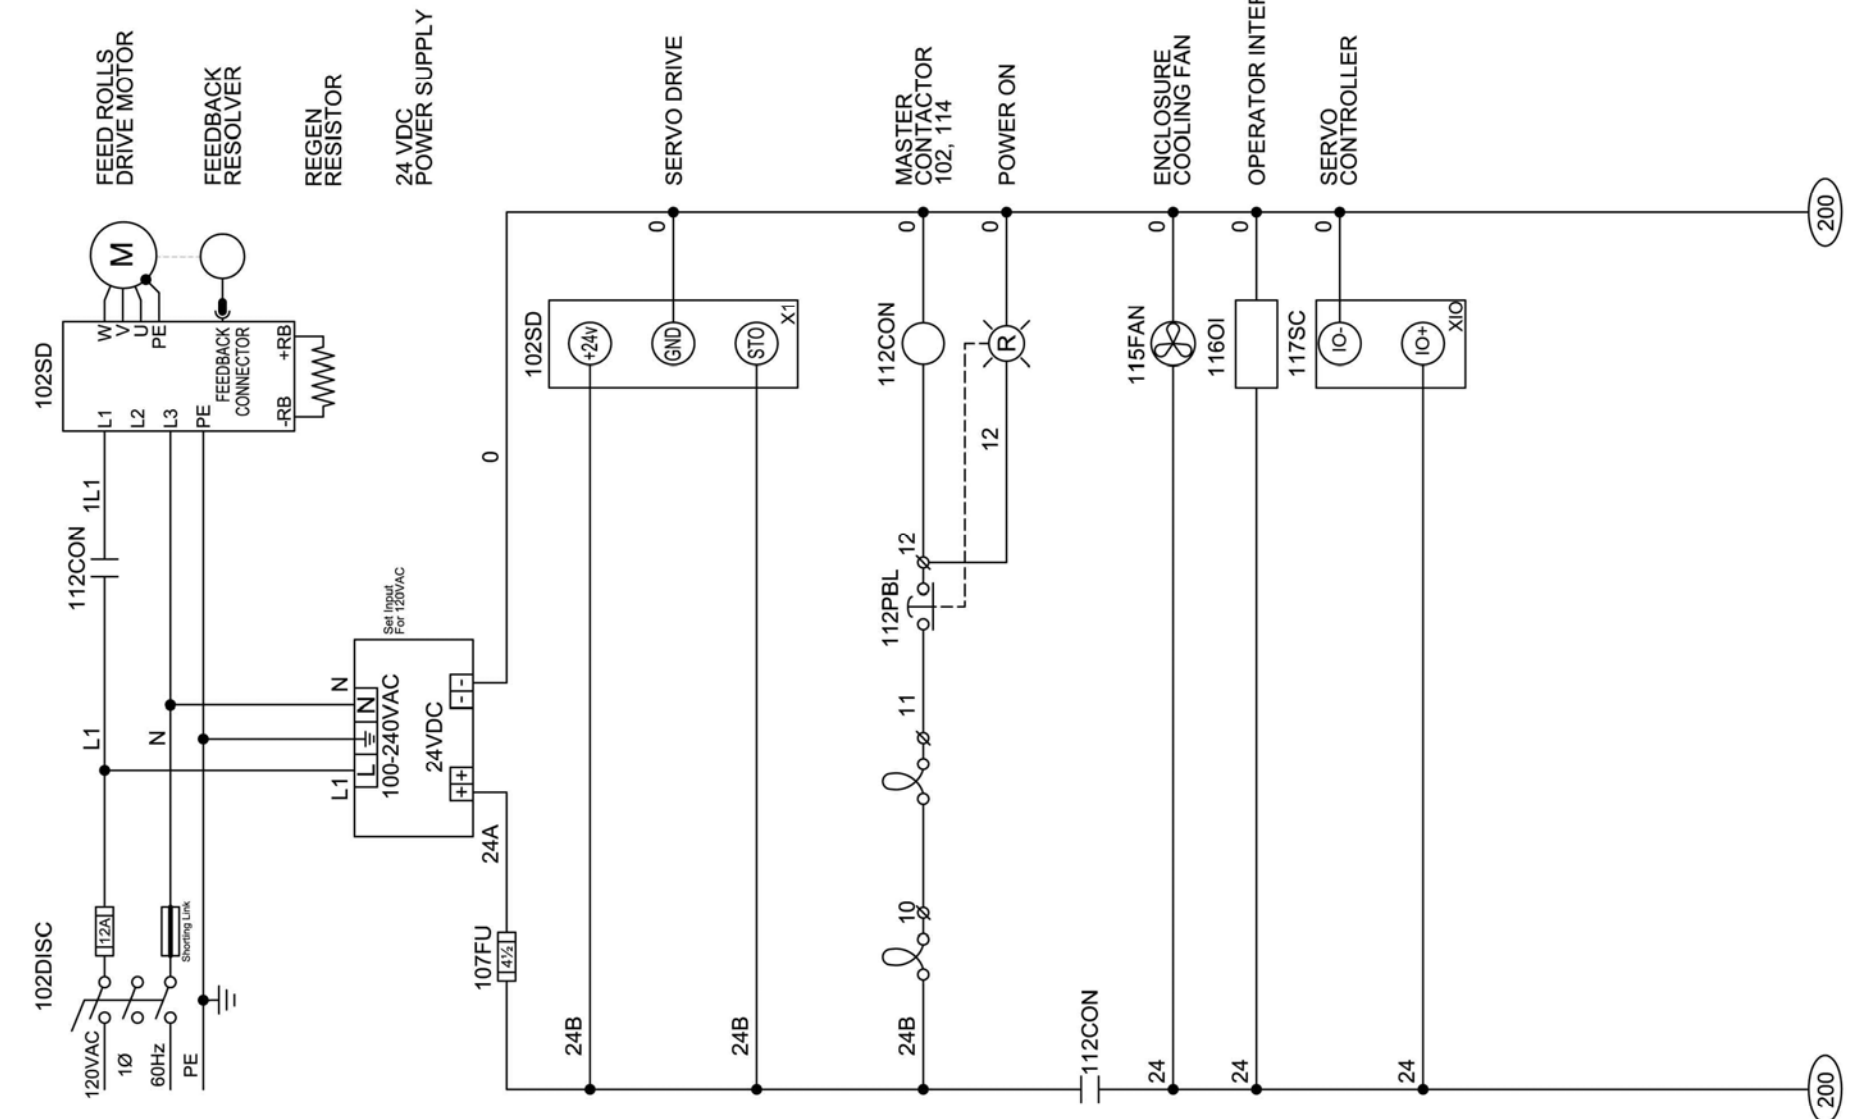 FEED ROLLS
DRIVE MOTOR
FEEDBACK
RESOLVER
REGEN
RESISTOR
24 VDC
POWER SUPPLY
SERVO DRIVE
MASTER
CONTACTOR
102, 114
POWER ON
ENCLOSURE
COOLING FAN
OPERATOR INTER
SERVO
CONTROLLER
200
M
0
0
0
0
0
0
102SD
W
V
U
PE
FEEDBACK
CONNECTOR
+RB
-RB
L1
L2
L3
PE
102SD
+24v
GND
STO
X1
112CON
R
115FAN
116OI
117SC
IO-
IO+
XIO
1L1
112CON
0
12
12
112PBL
Set Input
For 120VAC
L1
N
N
L1
N
L
100-240VAC
24VDC
- -
+ +
11
24A
10
102DISC
12A
Shorting Link
107FU
4½
120VAC
1Ø
60Hz
PE
24B
24B
24B
112CON
24
24
24
200